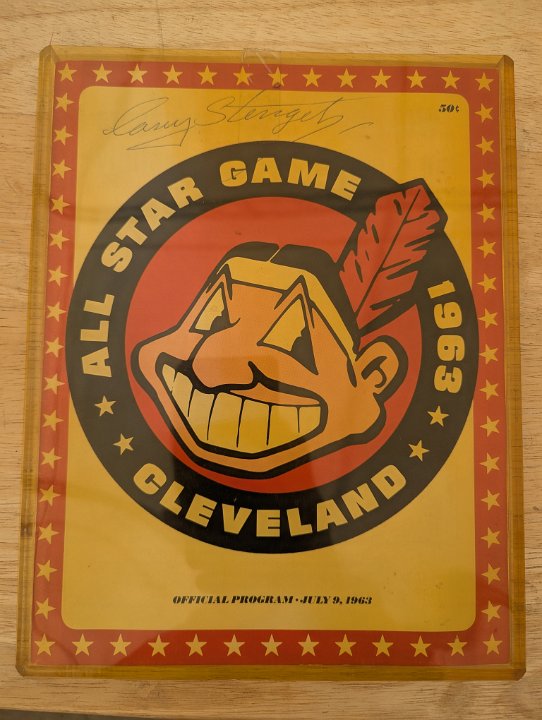 Casey Stengel
50¢
ALL STAR GAME 1963
CLEVELAND
OFFICIAL PROGRAM · JULY 9, 1963